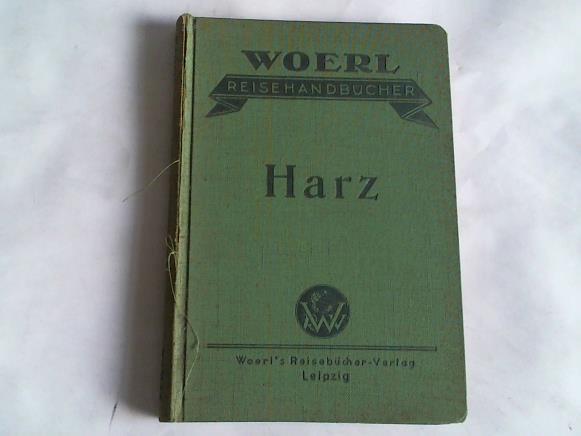 WOERL
REISEHANDBÜCHER
Harz
W
Woerl's Reisebücher-Verlag
Leipzig